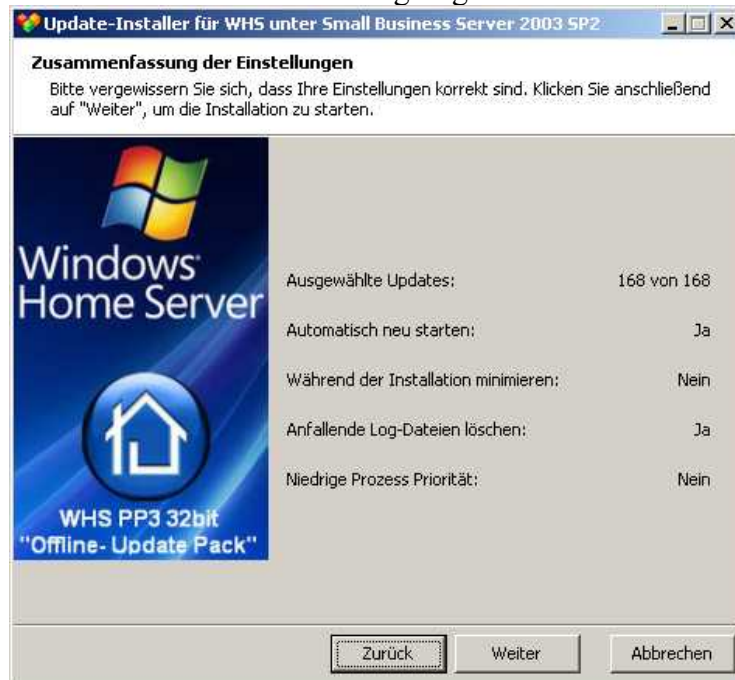 Update-Installer für WHS unter Small Business Server 2003 SP2
Zusammenfassung der Einstellungen
Bitte vergewissern Sie sich, dass Ihre Einstellungen korrekt sind. Klicken Sie anschließend
auf "Weiter", um die Installation zu starten.
Windows
Home Server
WHS PP3 32bit
"Offline- Update Pack"
Ausgewählte Updates: 168 von 168
Automatisch neu starten: Ja
Während der Installation minimieren: Nein
Anfallende Log-Dateien löschen: Ja
Niedrige Prozess Priorität: Nein
Zurück Weiter Abbrechen